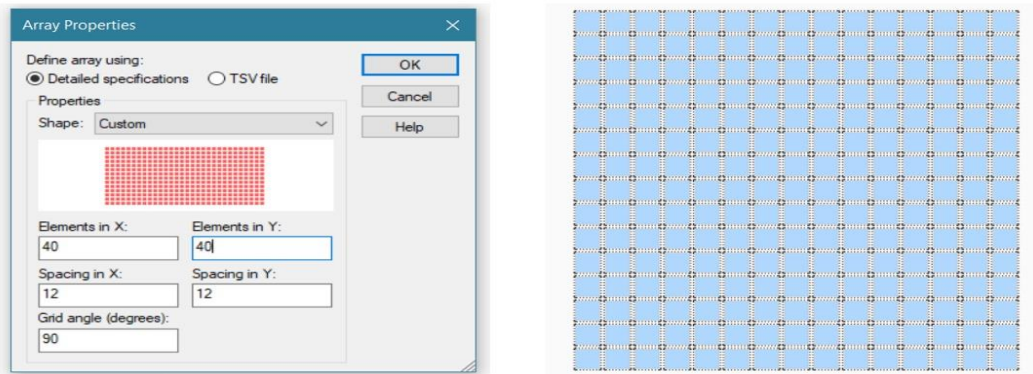 Array Properties
Define array using:
Detailed specifications
TSV file
Properties
Shape: Custom
Elements in X:
Elements in Y:
40
40
Spacing in X:
Spacing in Y:
12
12
Grid angle (degrees):
90
OK
Cancel
Help